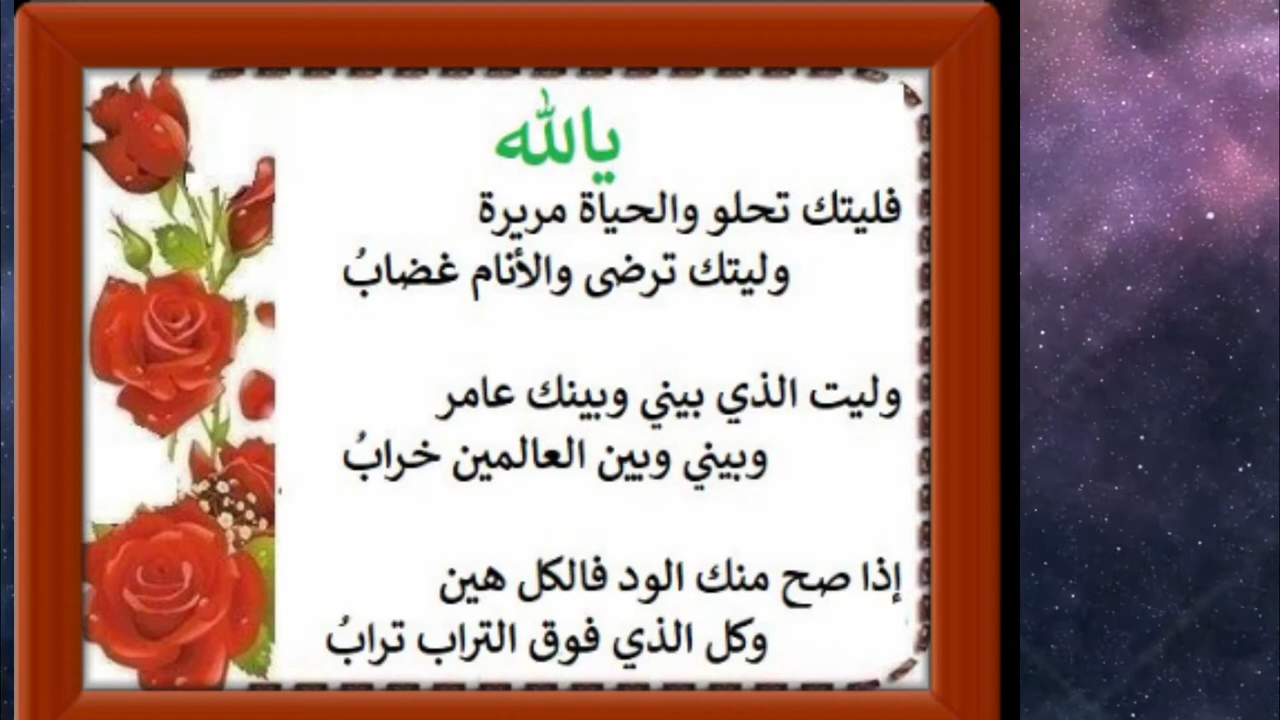 يالله
فليتك تحلو والحياة مريرة
وليتك ترضى والأنام غضابُ
وليت الذي بيني وبينك عامر
وبيني وبين العالمين خرابُ
إذا صح منك الود فالكل هين
وكل الذي فوق التراب ترابُ